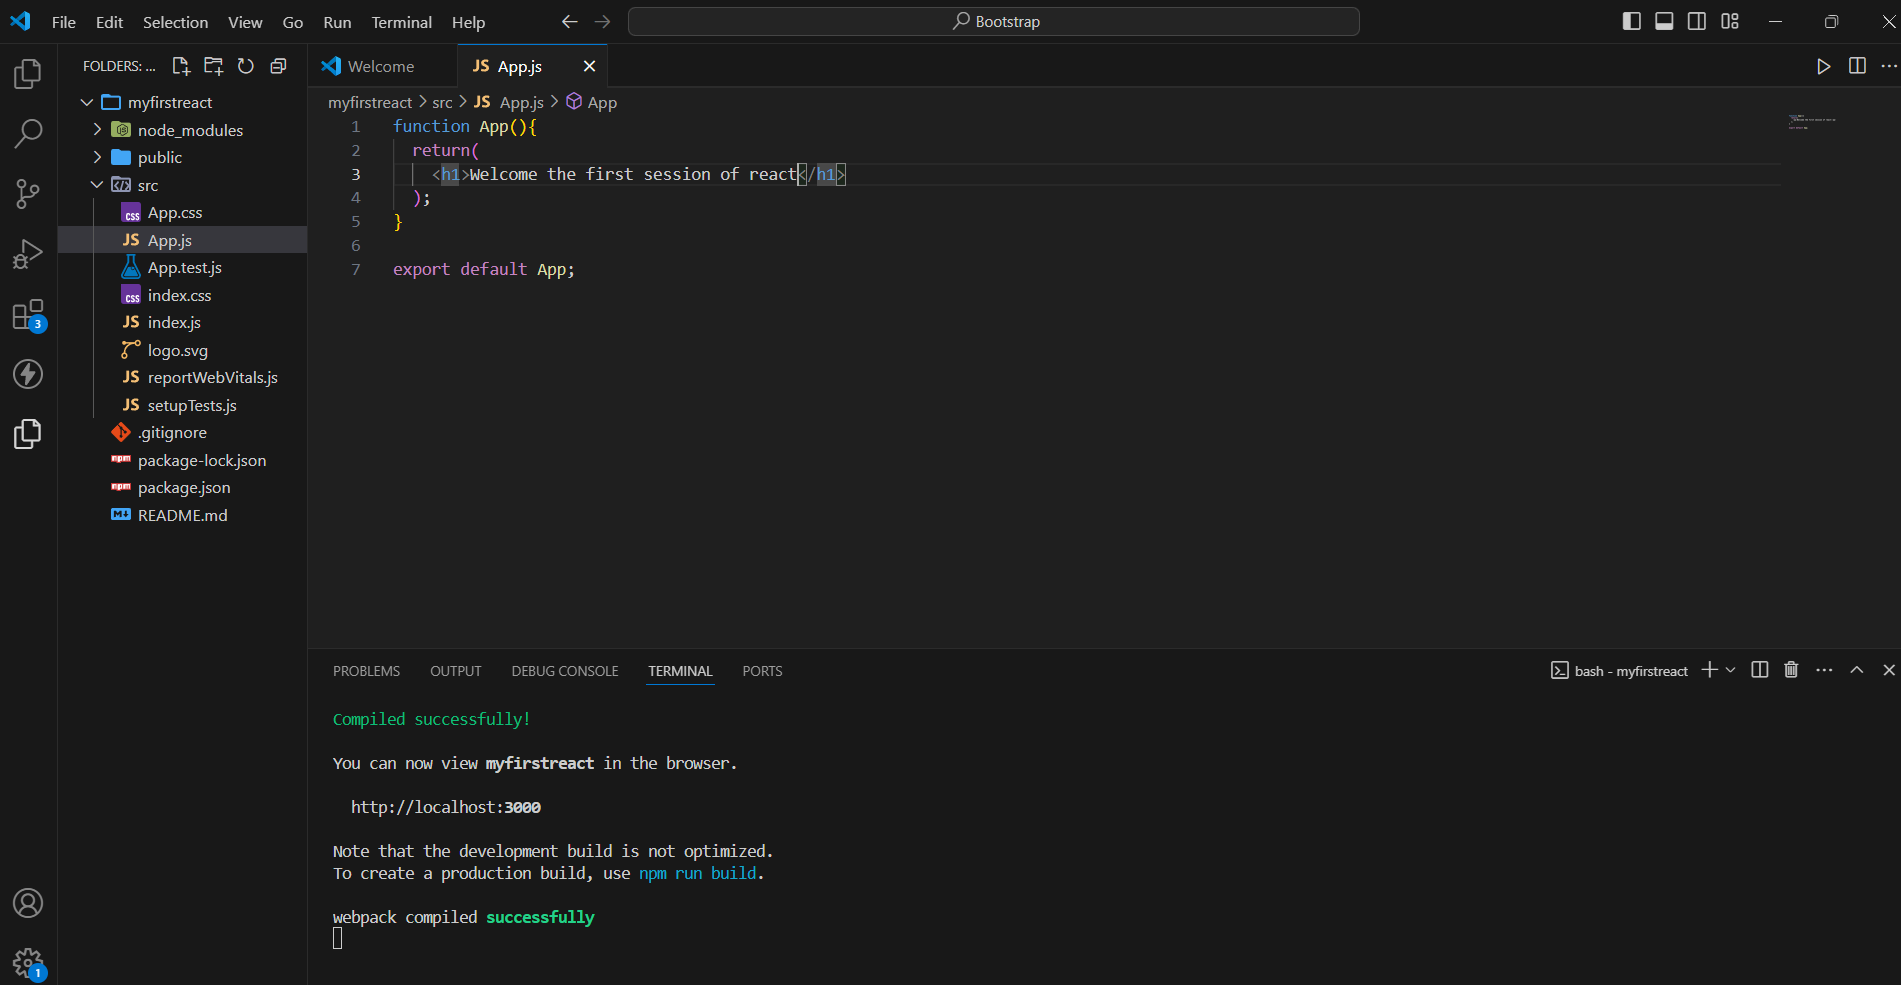 File Edit Selection View Go Run Terminal Help
Bootstrap
FOLDERS: ...
myfirstreact
node_modules
public
src
App.css
App.js
App.test.js
index.css
index.js
logo.svg
reportWebVitals.js
setupTests.js
.gitignore
package-lock.json
package.json
README.md
3
1
Welcome
JS App.js
myfirstreact > src > JS App.js > App
1 function App(){
2 return(
3 <h1>Welcome the first session of react</h1>
4 );
5 }
6
7 export default App;
PROBLEMS OUTPUT DEBUG CONSOLE TERMINAL PORTS
bash - myfirstreact
Compiled successfully!
You can now view myfirstreact in the browser.
http://localhost:3000
Note that the development build is not optimized.
To create a production build, use npm run build.
webpack compiled successfully